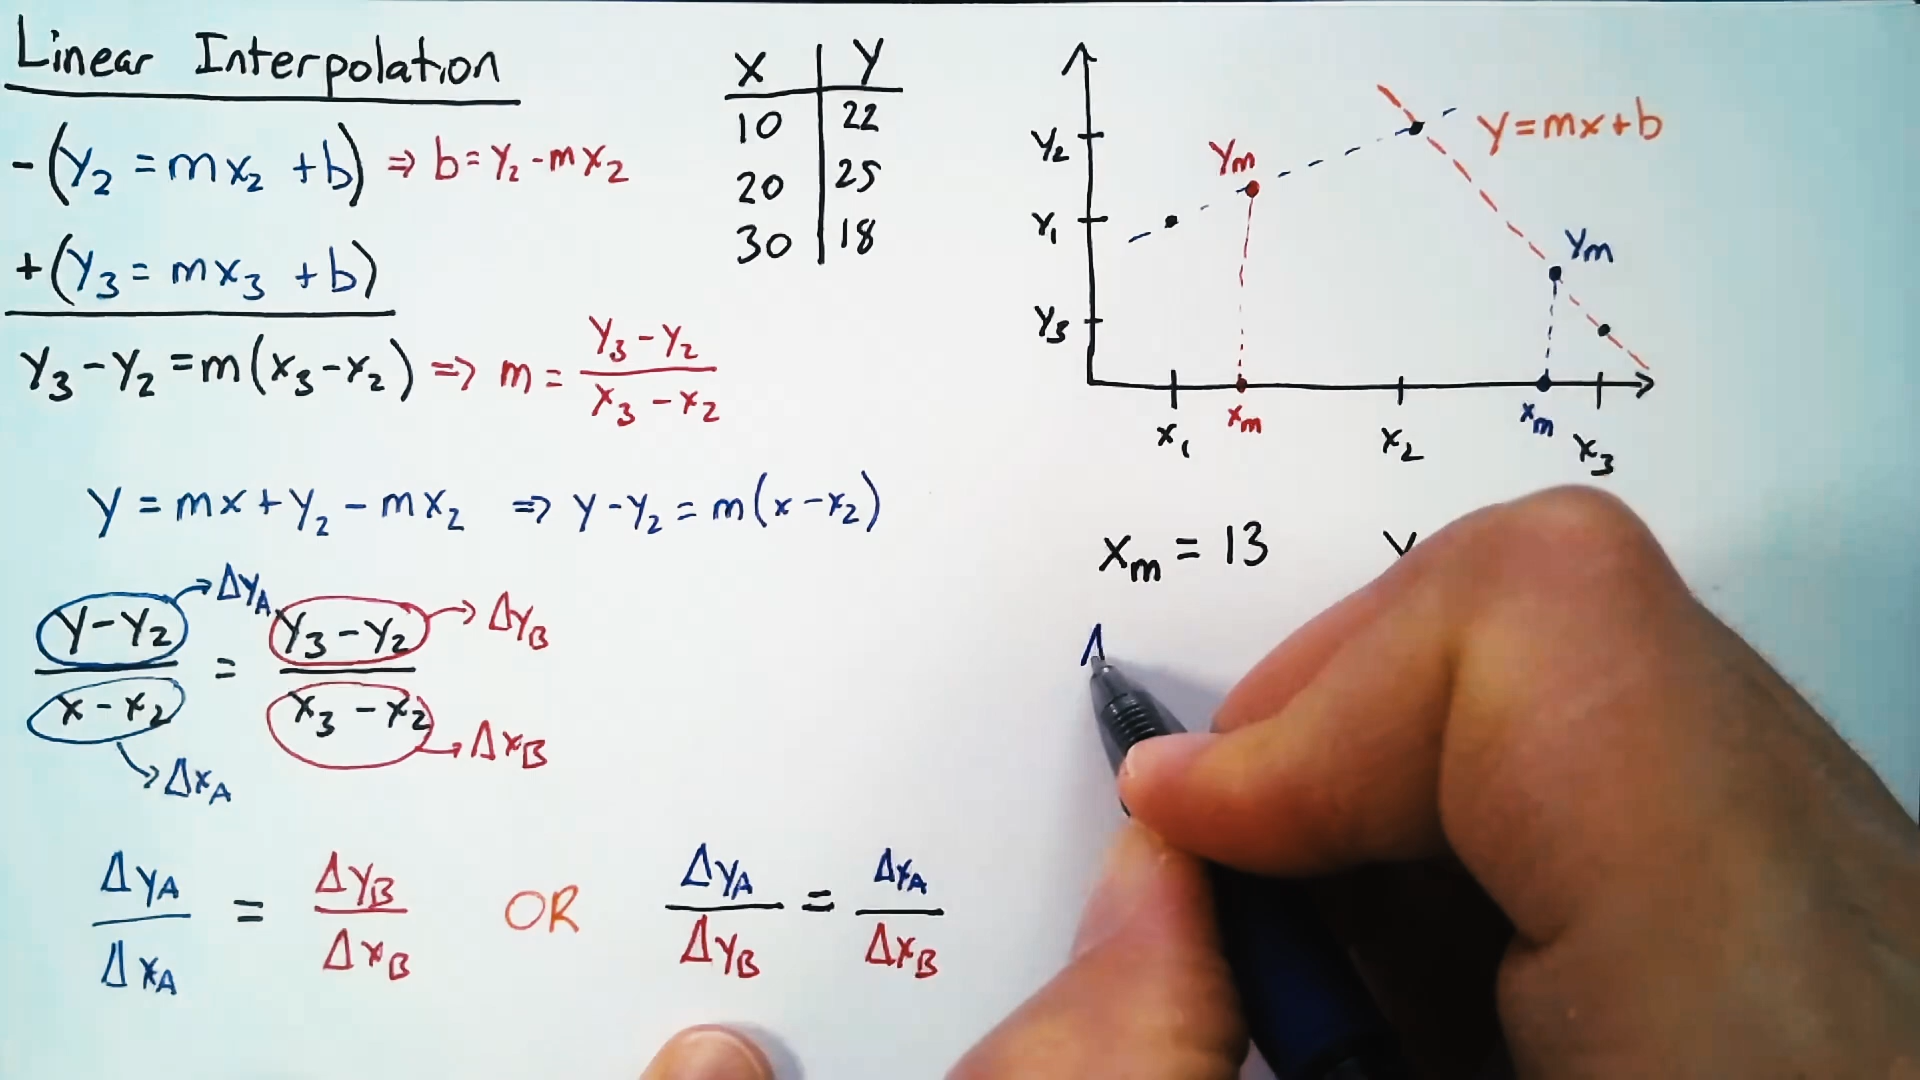 Linear Interpolation
-(Y₂ = mx₂ + b) ⇒ b = Y₂ - mx₂
+(Y₃ = mx₃ + b)
Y₃ - Y₂ = m(x₃ - x₂) ⇒ m = (Y₃ - Y₂)/(x₃ - x₂)
y = mx + y₂ - mx₂ ⇒ y - y₂ = m(x - x₂)
ΔyA ΔyB
(y - y₂)/(x - x₂) = (y₃ - y₂)/(x₃ - x₂)
ΔxA ΔxB
ΔyA/ΔxA = ΔyB/ΔxB OR ΔyA/ΔyB = ΔxA/ΔxB
X Y
10 22
20 25
30 18
y = mx + b
Y₂ Ym
Y₁ Ym
Y₃
x₁ xm x₂ xm x₃
xm = 13